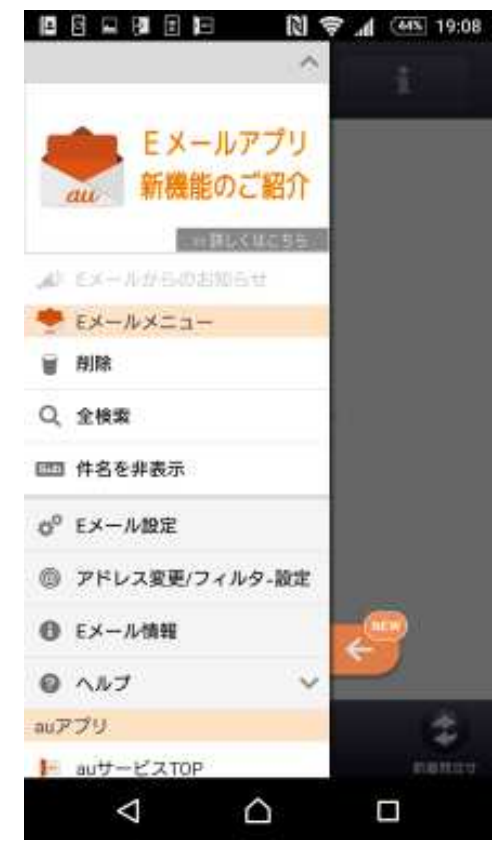 44% 19:08
Eメールアプリ
新機能のご紹介
au
詳しくはこちら
Eメールからのお知らせ
Eメールメニュー
削除
全検索
件名を非表示
Eメール設定
アドレス変更/フィルタ-設定
Eメール情報
NEW
ヘルプ
auアプリ
auサービスTOP